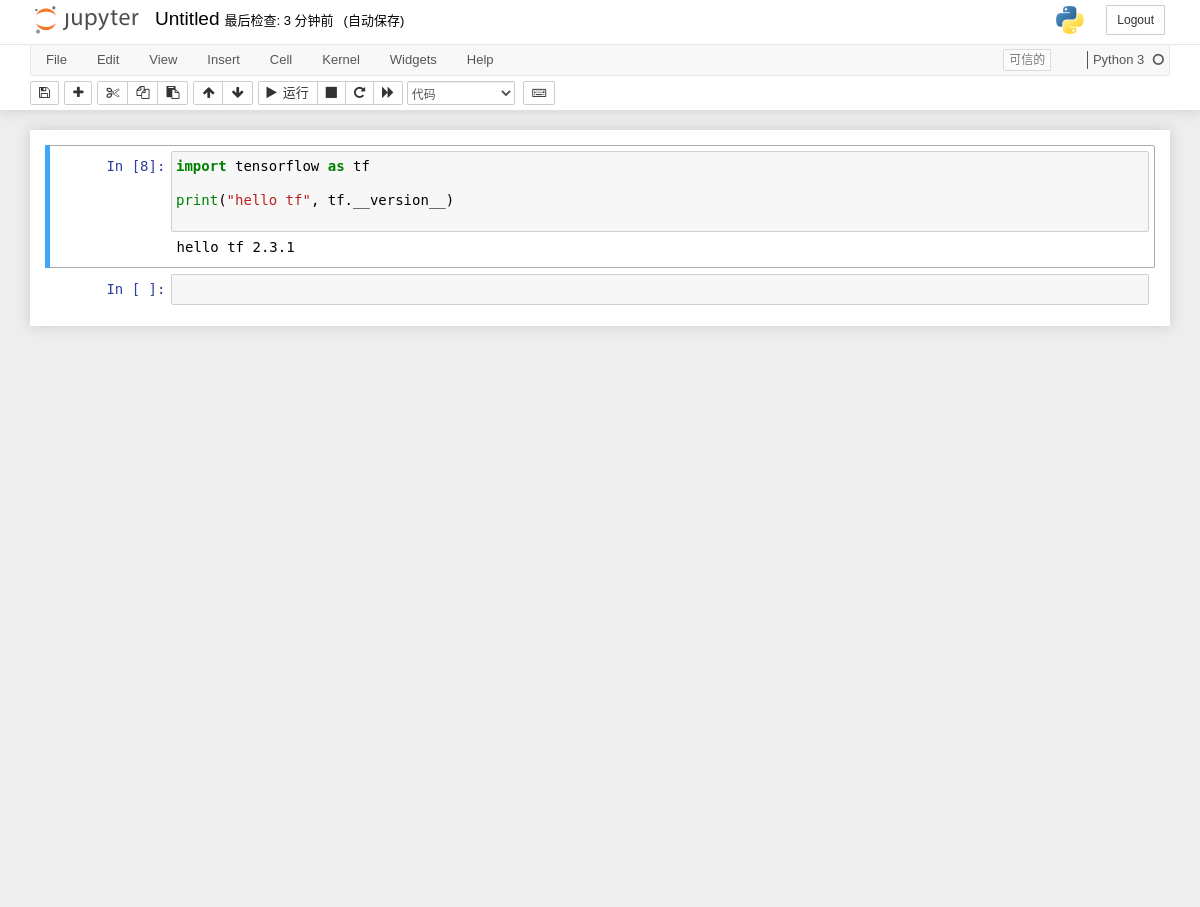 jupyter Untitled 最后检查: 3 分钟前 (自动保存) Logout
File Edit View Insert Cell Kernel Widgets Help 可信的 Python 3
运行 代码
In [8]: import tensorflow as tf
print("hello tf", tf.__version__)
hello tf 2.3.1
In [ ]: